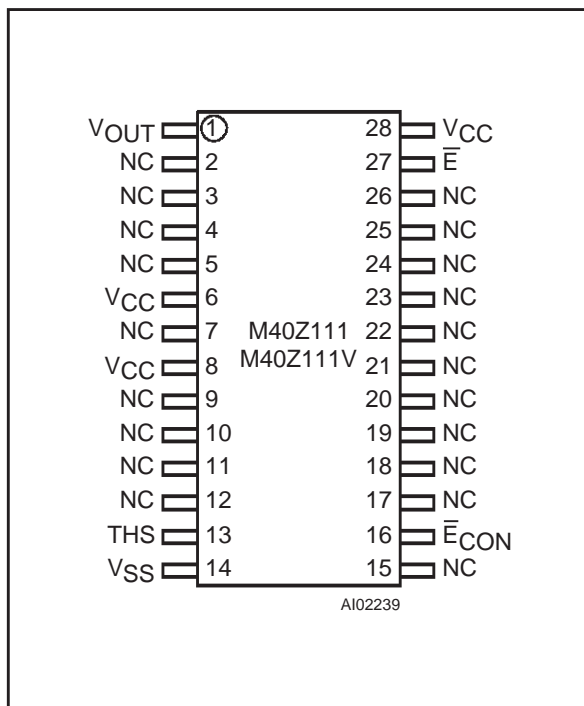 VOUT 1 28 VCC
NC 2 27 E̅
NC 3 26 NC
NC 4 25 NC
NC 5 24 NC
VCC 6 23 NC
NC 7 M40Z111 22 NC
VCC 8 M40Z111V 21 NC
NC 9 20 NC
NC 10 19 NC
NC 11 18 NC
NC 12 17 NC
THS 13 16 E̅CON
VSS 14 15 NC
AI02239